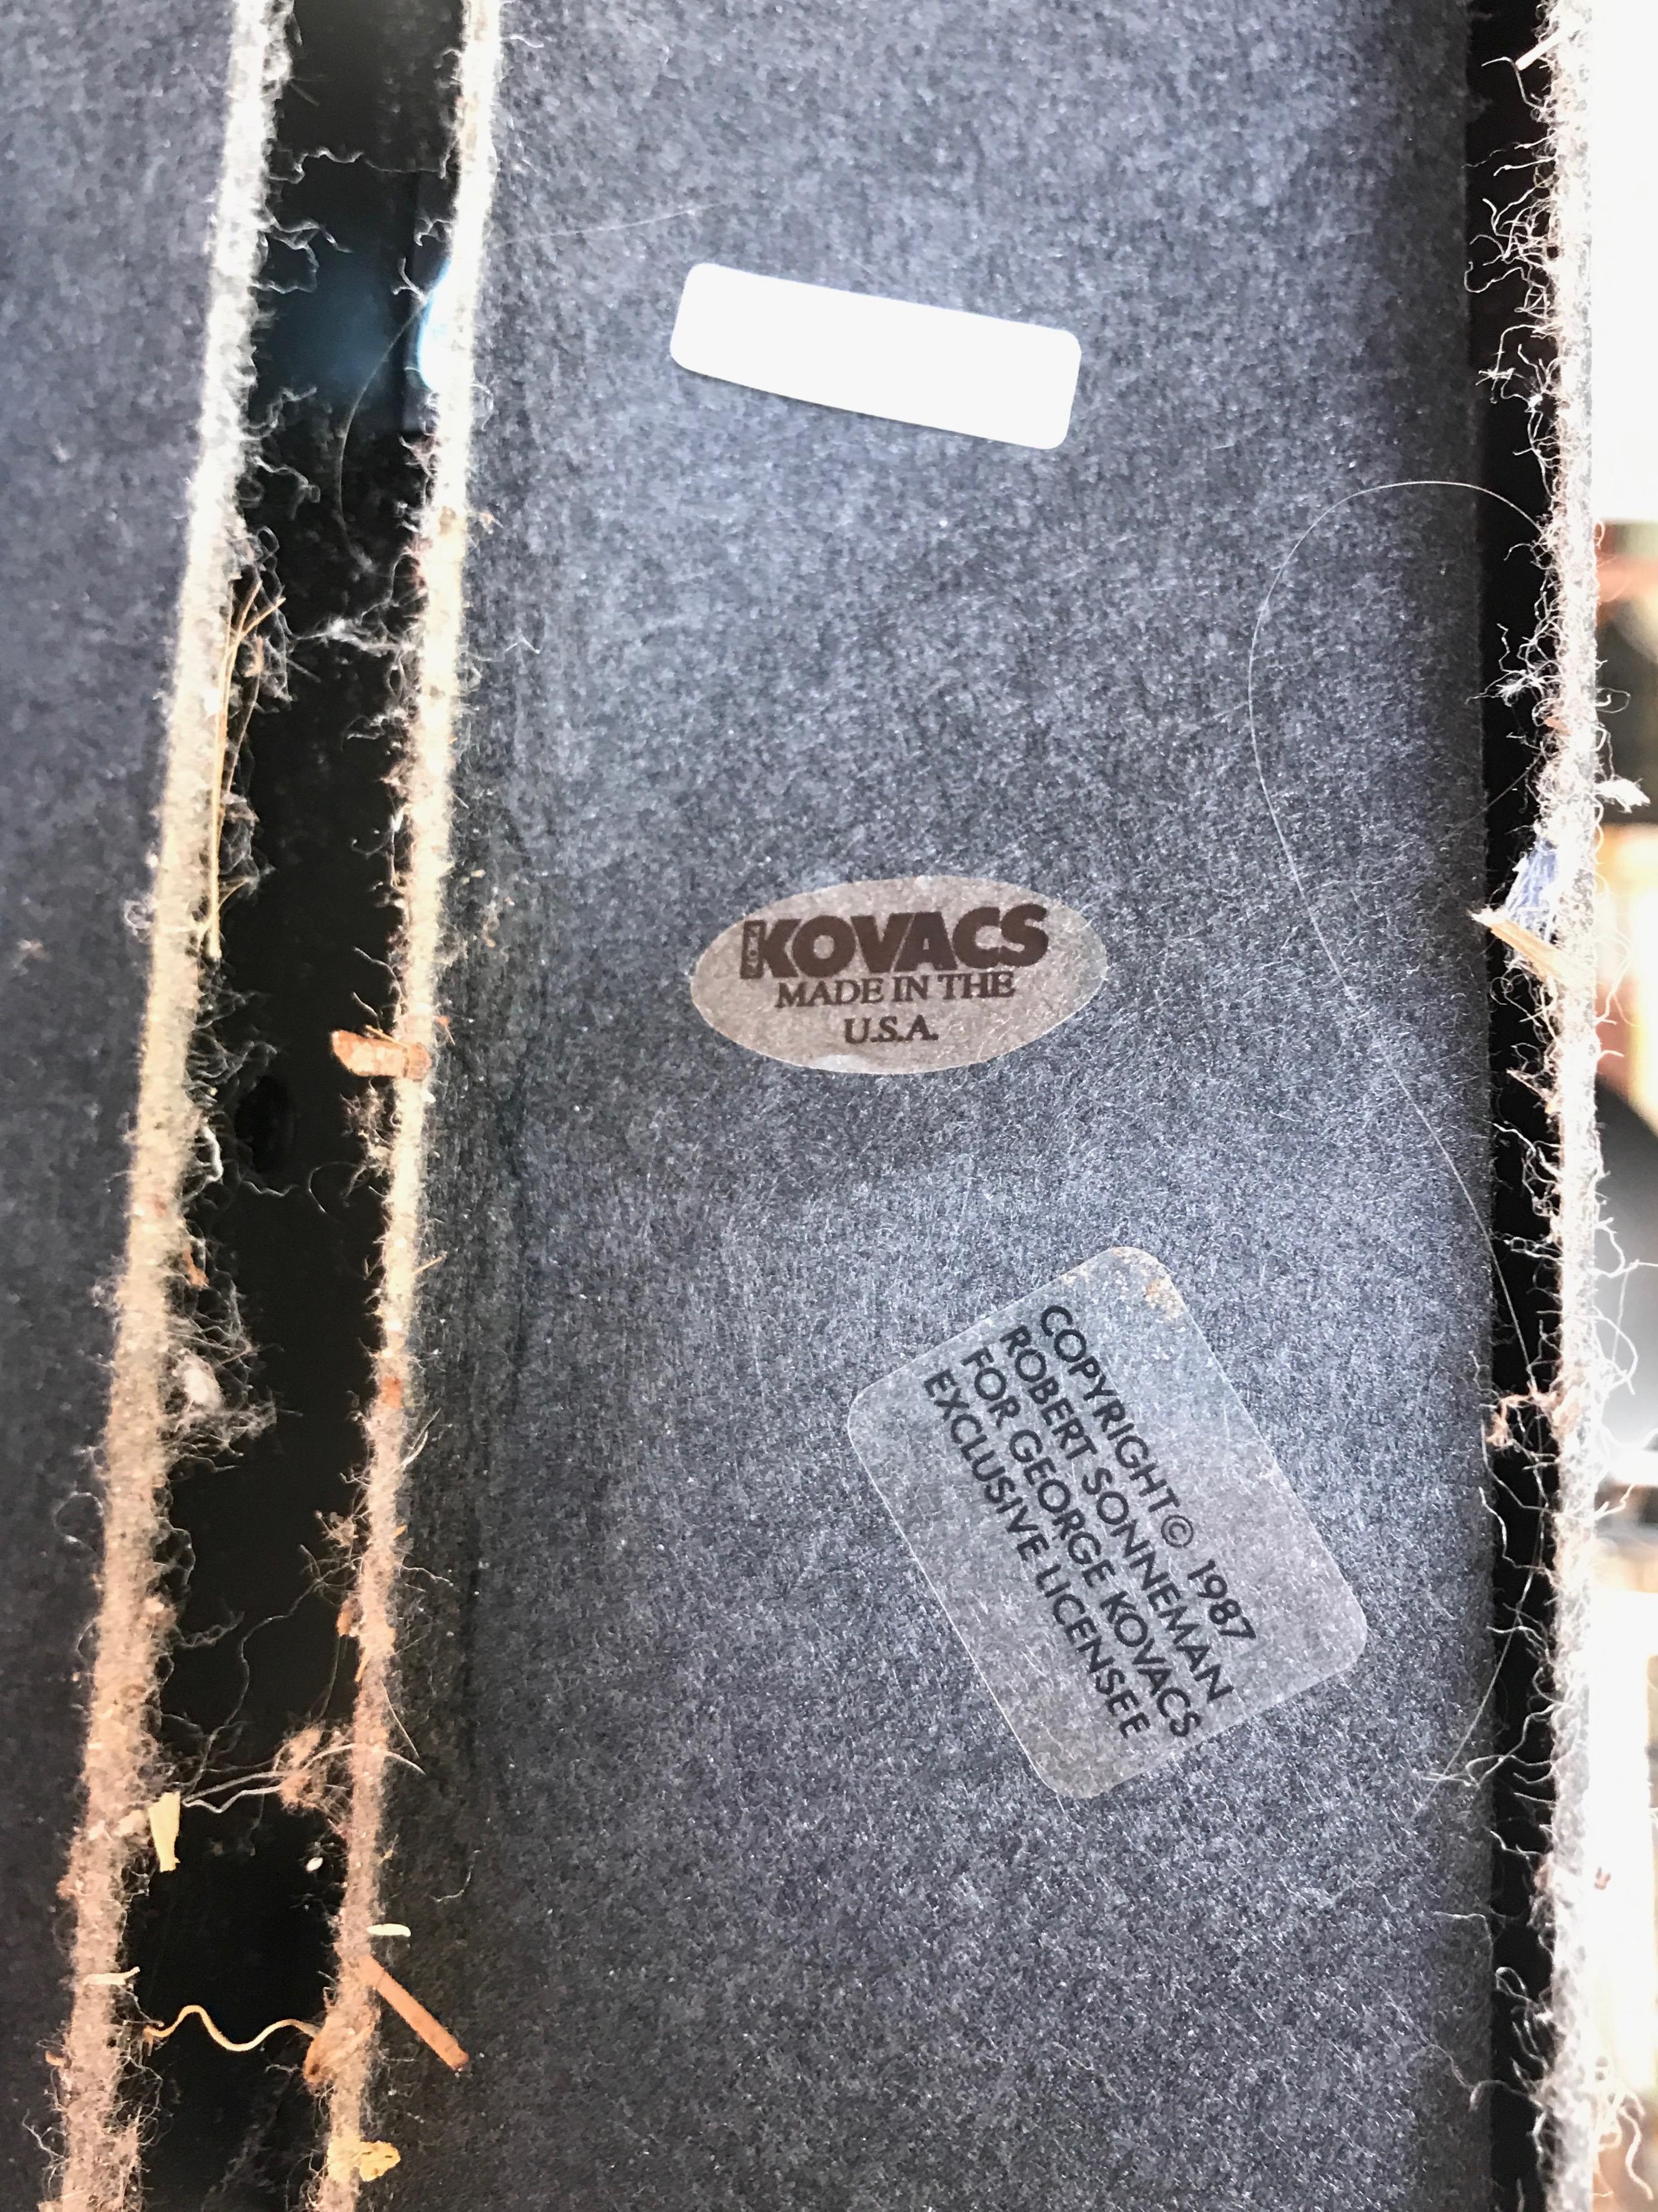 KOVACS
MADE IN THE
U.S.A.
COPYRIGHT© 1987
ROBERT SONNEMAN
FOR GEORGE KOVACS
EXCLUSIVE LICENSEE